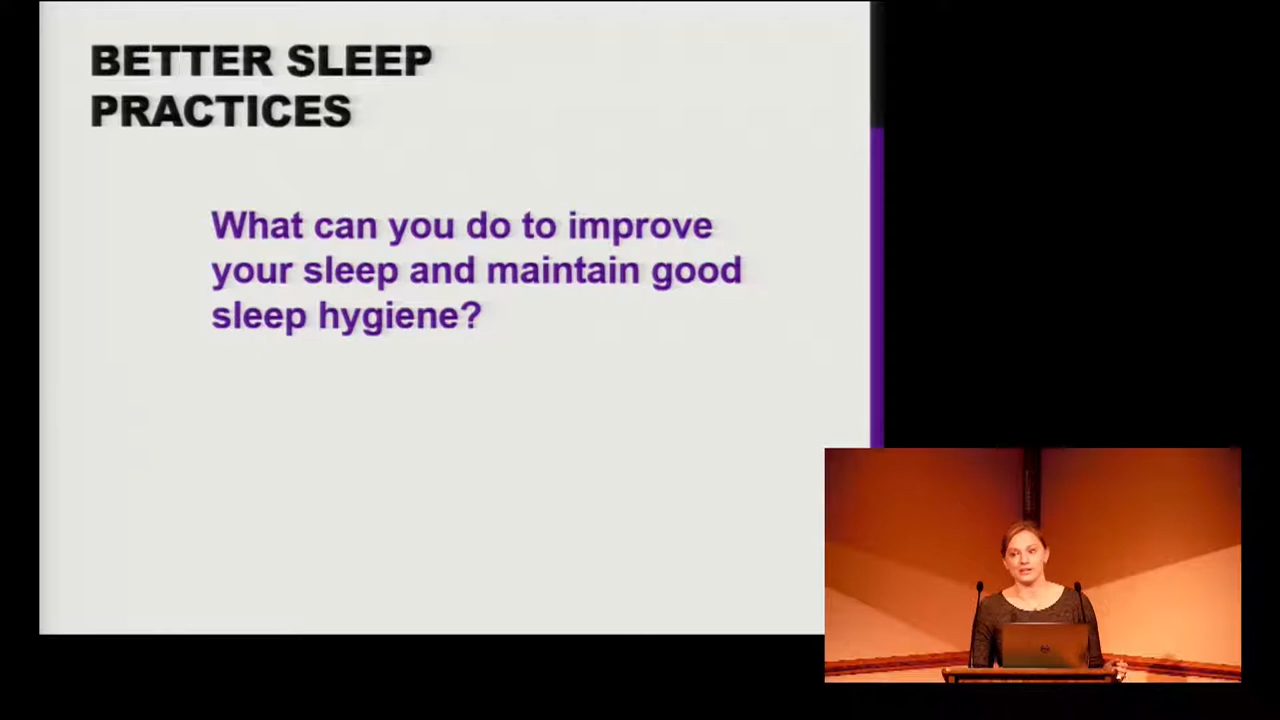 BETTER SLEEP
PRACTICES
What can you do to improve
your sleep and maintain good
sleep hygiene?